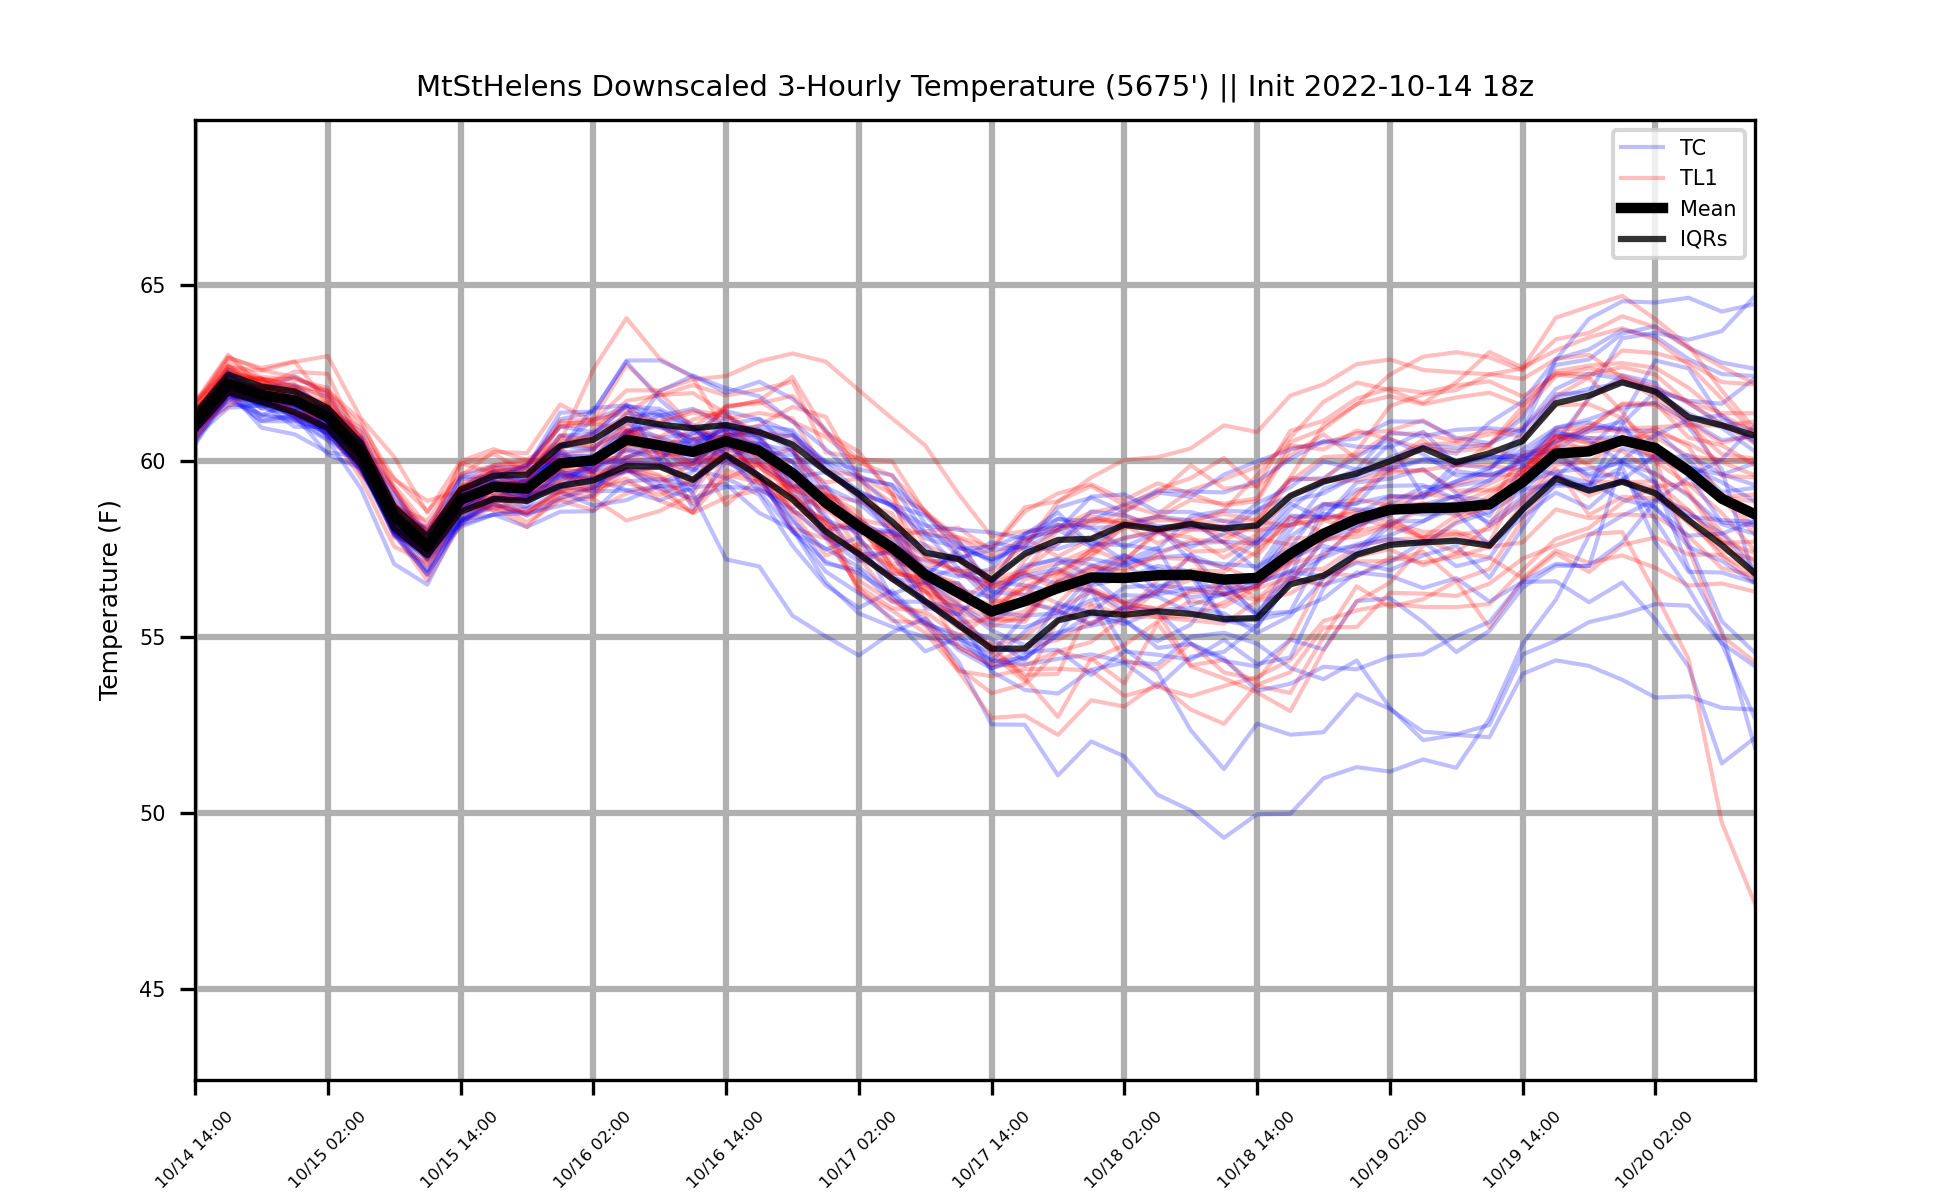 MtStHelens Downscaled 3-Hourly Temperature (5675') || Init 2022-10-14 18z
TC
TL1
Mean
IQRs
Temperature (F)
65
60
55
50
45
10/14 14:00
10/15 02:00
10/15 14:00
10/16 02:00
10/16 14:00
10/17 02:00
10/17 14:00
10/18 02:00
10/18 14:00
10/19 02:00
10/19 14:00
10/20 02:00